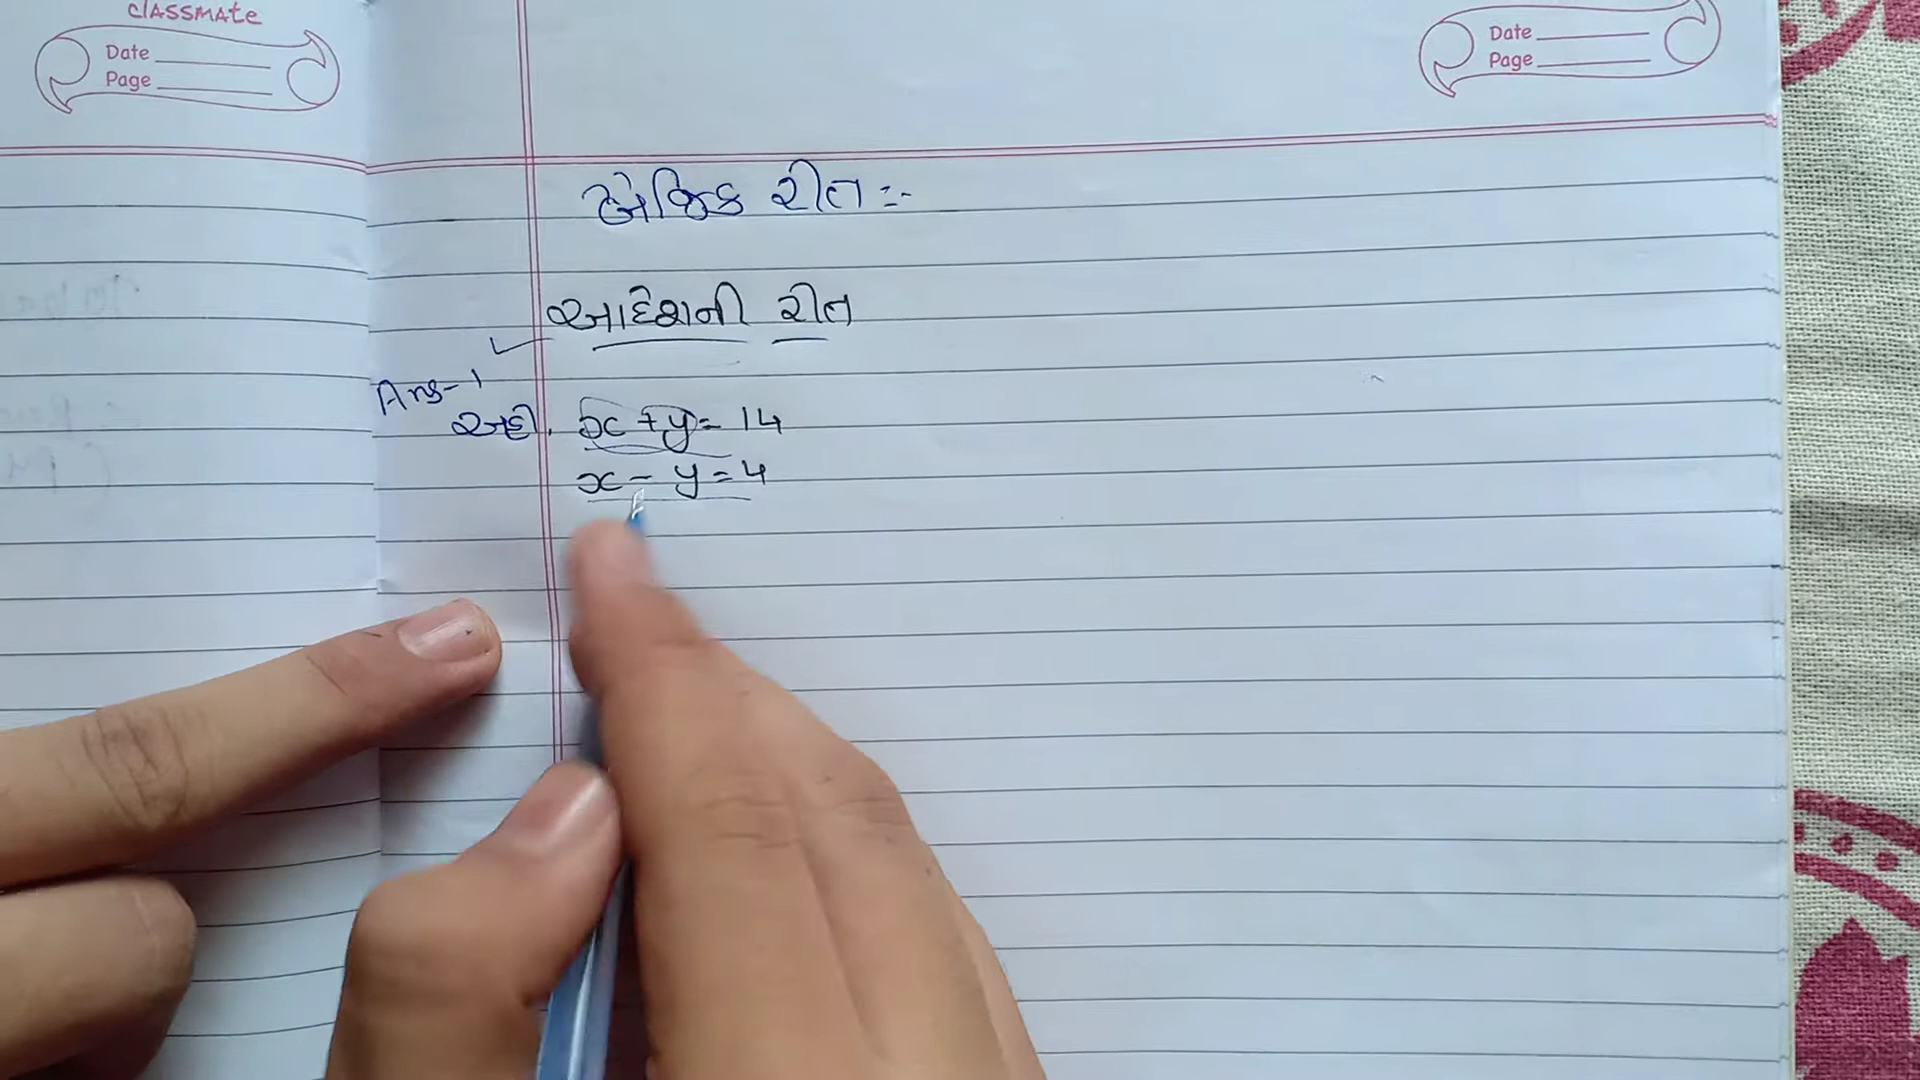 classmate
Date
Page
Date
Page
બૈજિક રીત :-
આદેશની રીત
Ans-1
અહી. x + y = 14
x - y = 4